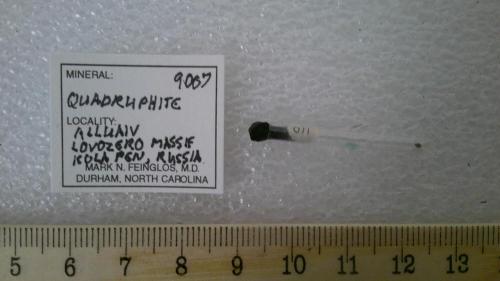 MINERAL: 9067
QUADRUPHITE
LOCALITY:
ALLUAIV
LOVOZERO MASSIF
KOLA PEN, RUSSIA
MARK N. FEINGLOS, M.D.
DURHAM, NORTH CAROLINA
011
5 6 7 8 9 10 11 12 13